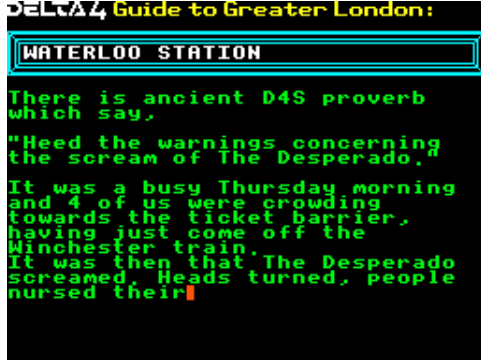 DELTA 4 Guide to Greater London:
WATERLOO STATION
There is ancient D4S proverb
which say,
"Heed the warnings concerning
the scream of The Desperado."
It was a busy Thursday morning
and 4 of us were crowding
towards the ticket barrier,
having just come off the
Winchester train.
It was then that The Desperado
screamed. Heads turned, people
nursed their